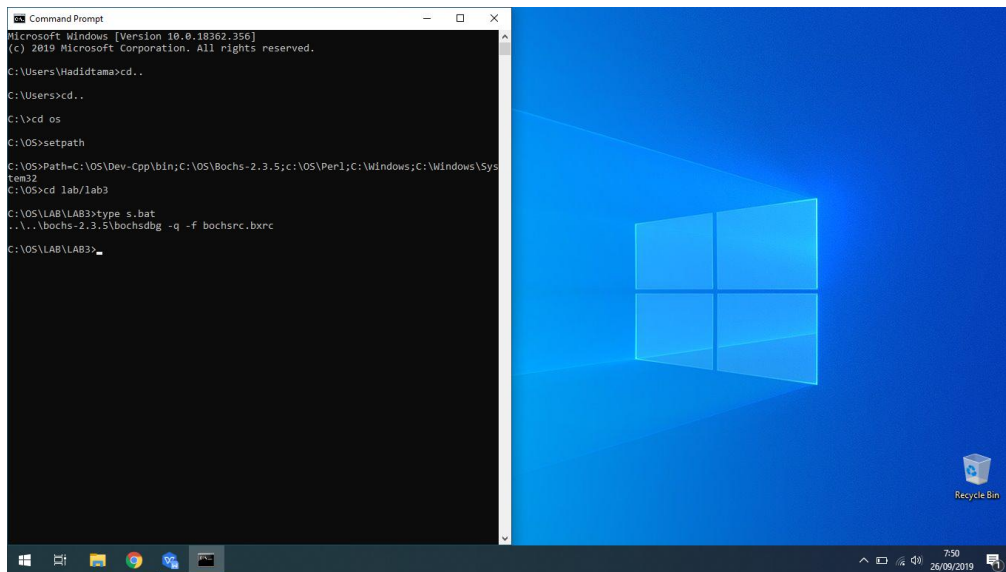 Command Prompt
Microsoft Windows [Version 10.0.18362.356]
(c) 2019 Microsoft Corporation. All rights reserved.
C:\Users\Hadidtama>cd..
C:\Users>cd..
C:\>cd os
C:\OS>setpath
C:\OS>Path=C:\OS\Dev-Cpp\bin;C:\OS\Bochs-2.3.5;c:\OS\Perl;C:\Windows;C:\Windows\Sys
tem32
C:\OS>cd lab/lab3
C:\OS\LAB\LAB3>type s.bat
..\..\bochs-2.3.5\bochsdbg -q -f bochsrc.bxrc
C:\OS\LAB\LAB3>_
Recycle Bin
7:50
26/09/2019